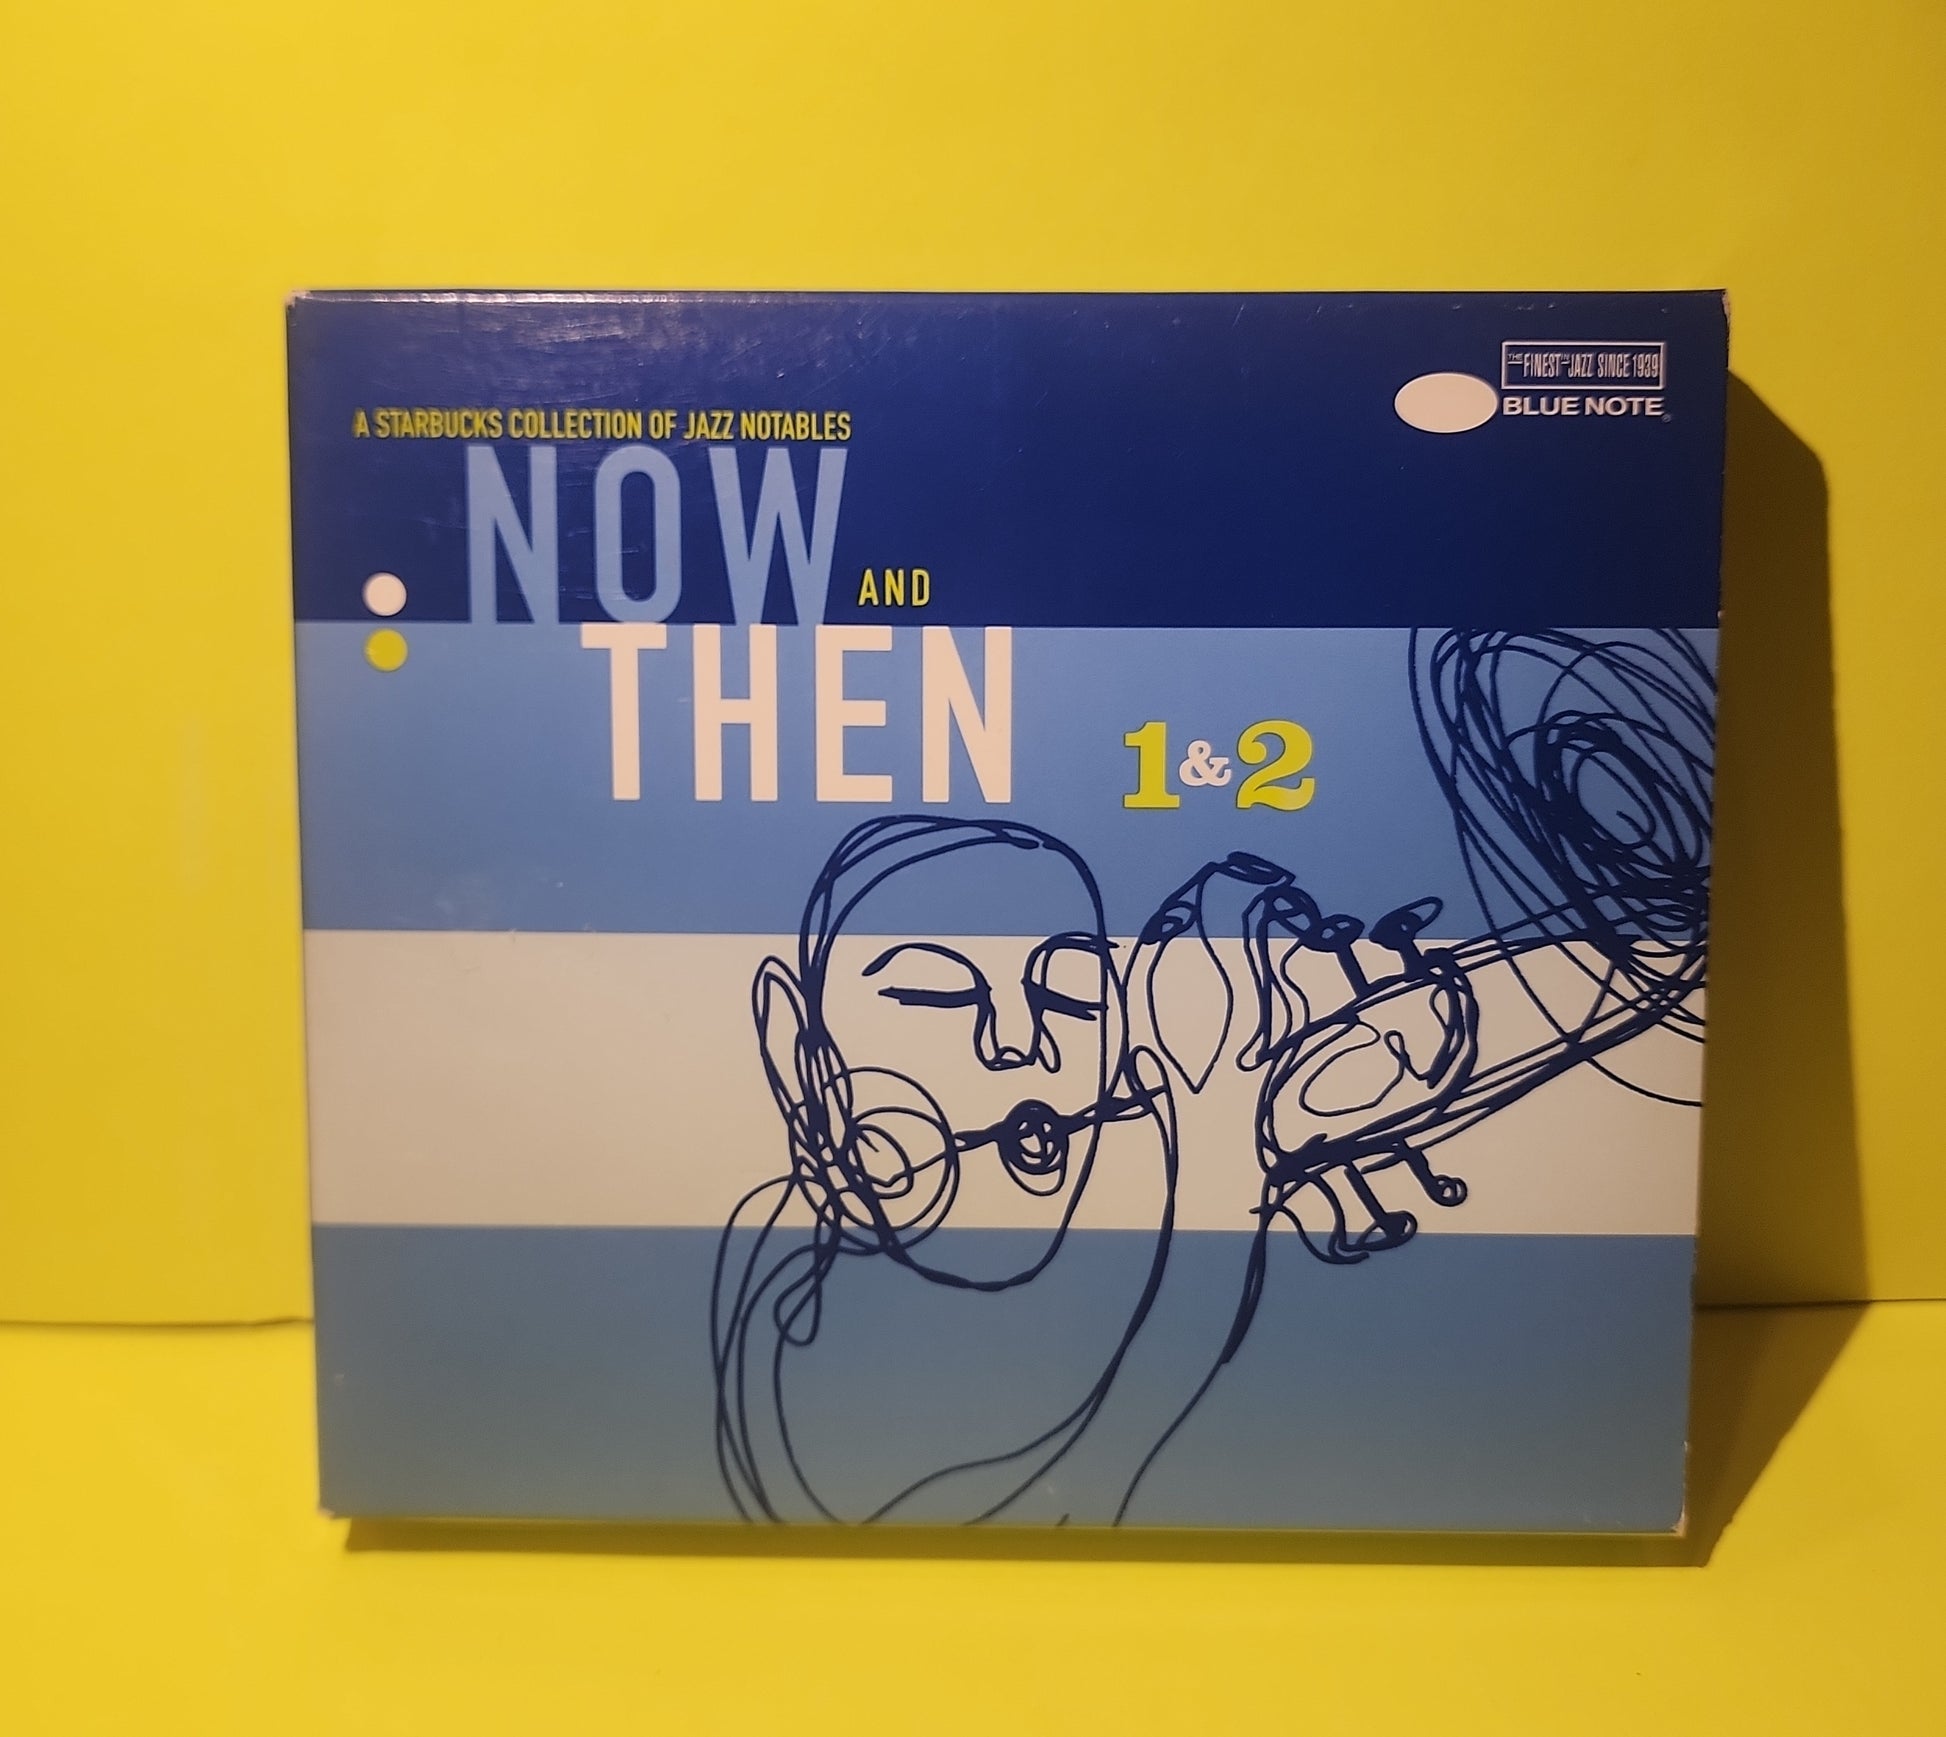 THE FINEST IN JAZZ SINCE 1939
BLUE NOTE®
A STARBUCKS COLLECTION OF JAZZ NOTABLES
NOW AND
THEN 1&2